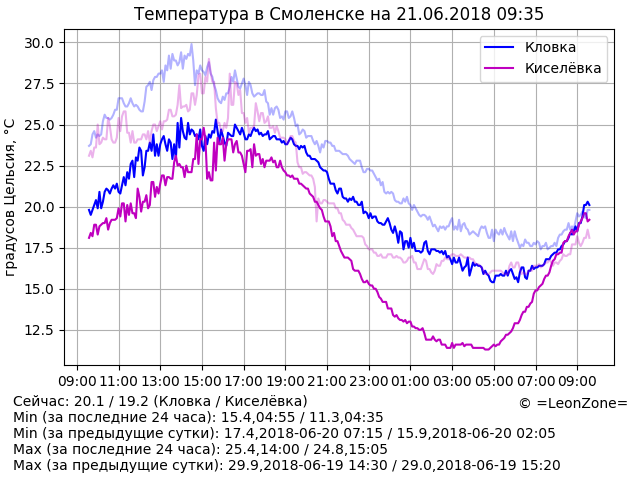 Температура в Смоленске на 21.06.2018 09:35
Кловка
Киселёвка
градусов Цельсия, °C
30.0
27.5
25.0
22.5
20.0
17.5
15.0
12.5
09:00 11:00 13:00 15:00 17:00 19:00 21:00 23:00 01:00 03:00 05:00 07:00 09:00
Сейчас: 20.1 / 19.2 (Кловка / Киселёвка)
© =LeonZone=
Min (за последние 24 часа): 15.4,04:55 / 11.3,04:35
Min (за предыдущие сутки): 17.4,2018-06-20 07:15 / 15.9,2018-06-20 02:05
Max (за последние 24 часа): 25.4,14:00 / 24.8,15:05
Max (за предыдущие сутки): 29.9,2018-06-19 14:30 / 29.0,2018-06-19 15:20